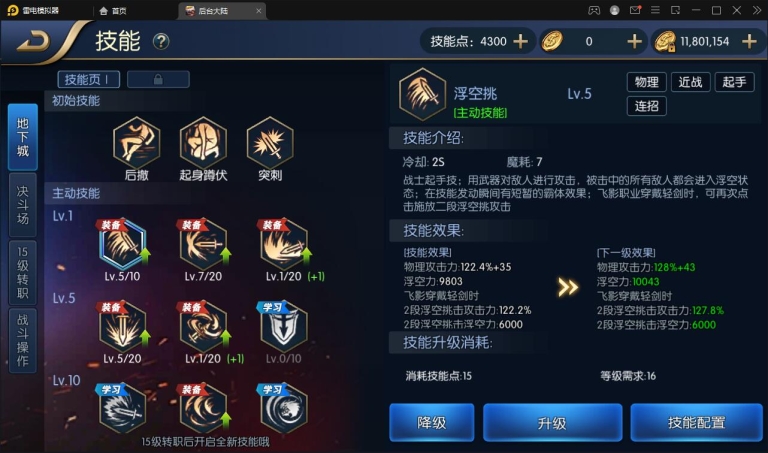 雷电模拟器
首页
后台大陆
技能 ?
技能点: 4300
0
11,801,154
技能页 I
初始技能
地下城
决斗场
15级转职
战斗操作
后撤
起身蹲伏
突刺
主动技能
Lv.1
装备
装备
装备
Lv.5/10
Lv.7/20
Lv.1/20 (+1)
Lv.5
装备
装备
学习
Lv.5/20
Lv.1/20 (+1)
Lv.0/10
Lv.10
学习
装备
学习
15级转职后开启全新技能哦
浮空挑
Lv.5
[主动技能]
物理
近战
起手
连招
技能介绍:
冷却: 2S
魔耗: 7
战士起手技；用武器对敌人进行攻击，被击中的所有敌人都会进入浮空状
态；在技能发动瞬间有短暂的霸体效果；飞影职业穿戴轻剑时，可再次点
击施放二段浮空挑攻击
技能效果:
[技能效果]
物理攻击力:122.4%+35
浮空力:9803
飞影穿戴轻剑时
2段浮空挑击攻击力:122.2%
2段浮空挑击浮空力:6000
[下一级效果]
物理攻击力:128%+43
浮空力:10043
飞影穿戴轻剑时
2段浮空挑击攻击力:127.8%
2段浮空挑击浮空力:6000
技能升级消耗:
消耗技能点:15
等级需求:16
降级
升级
技能配置